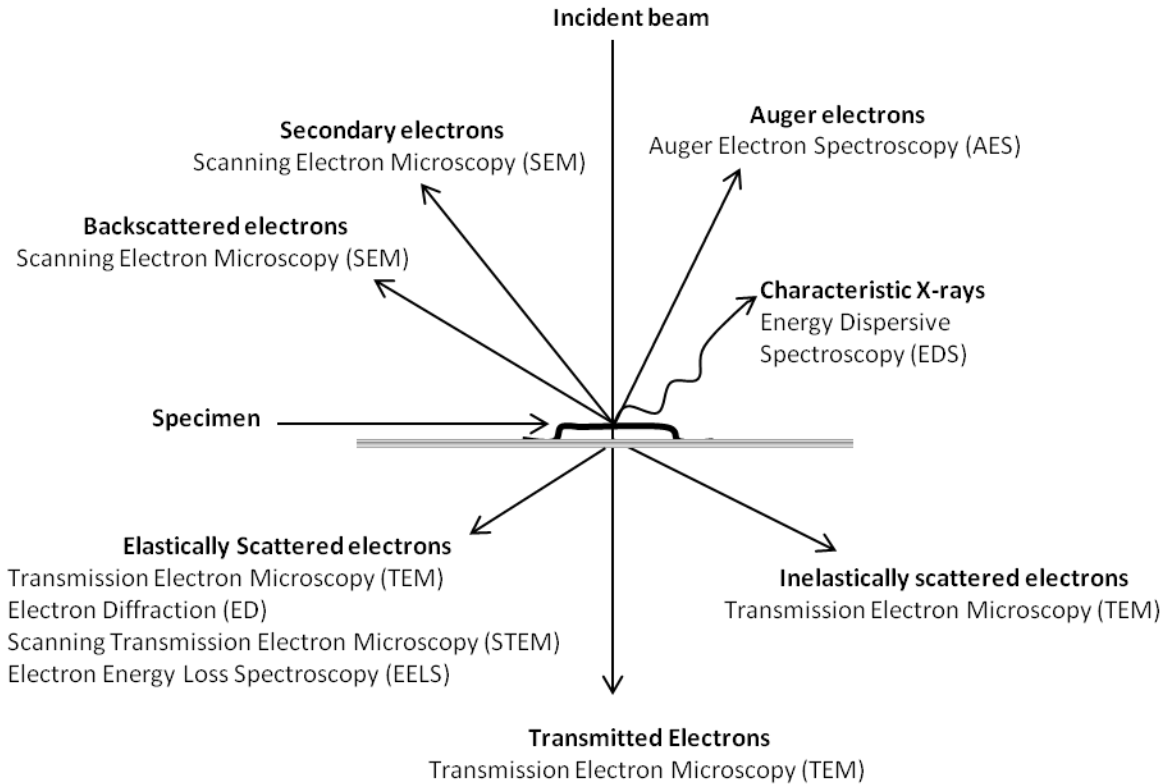 Incident beam
Secondary electrons
Scanning Electron Microscopy (SEM)
Auger electrons
Auger Electron Spectroscopy (AES)
Backscattered electrons
Scanning Electron Microscopy (SEM)
Characteristic X-rays
Energy Dispersive
Spectroscopy (EDS)
Specimen
Elastically Scattered electrons
Transmission Electron Microscopy (TEM)
Electron Diffraction (ED)
Scanning Transmission Electron Microscopy (STEM)
Electron Energy Loss Spectroscopy (EELS)
Inelastically scattered electrons
Transmission Electron Microscopy (TEM)
Transmitted Electrons
Transmission Electron Microscopy (TEM)